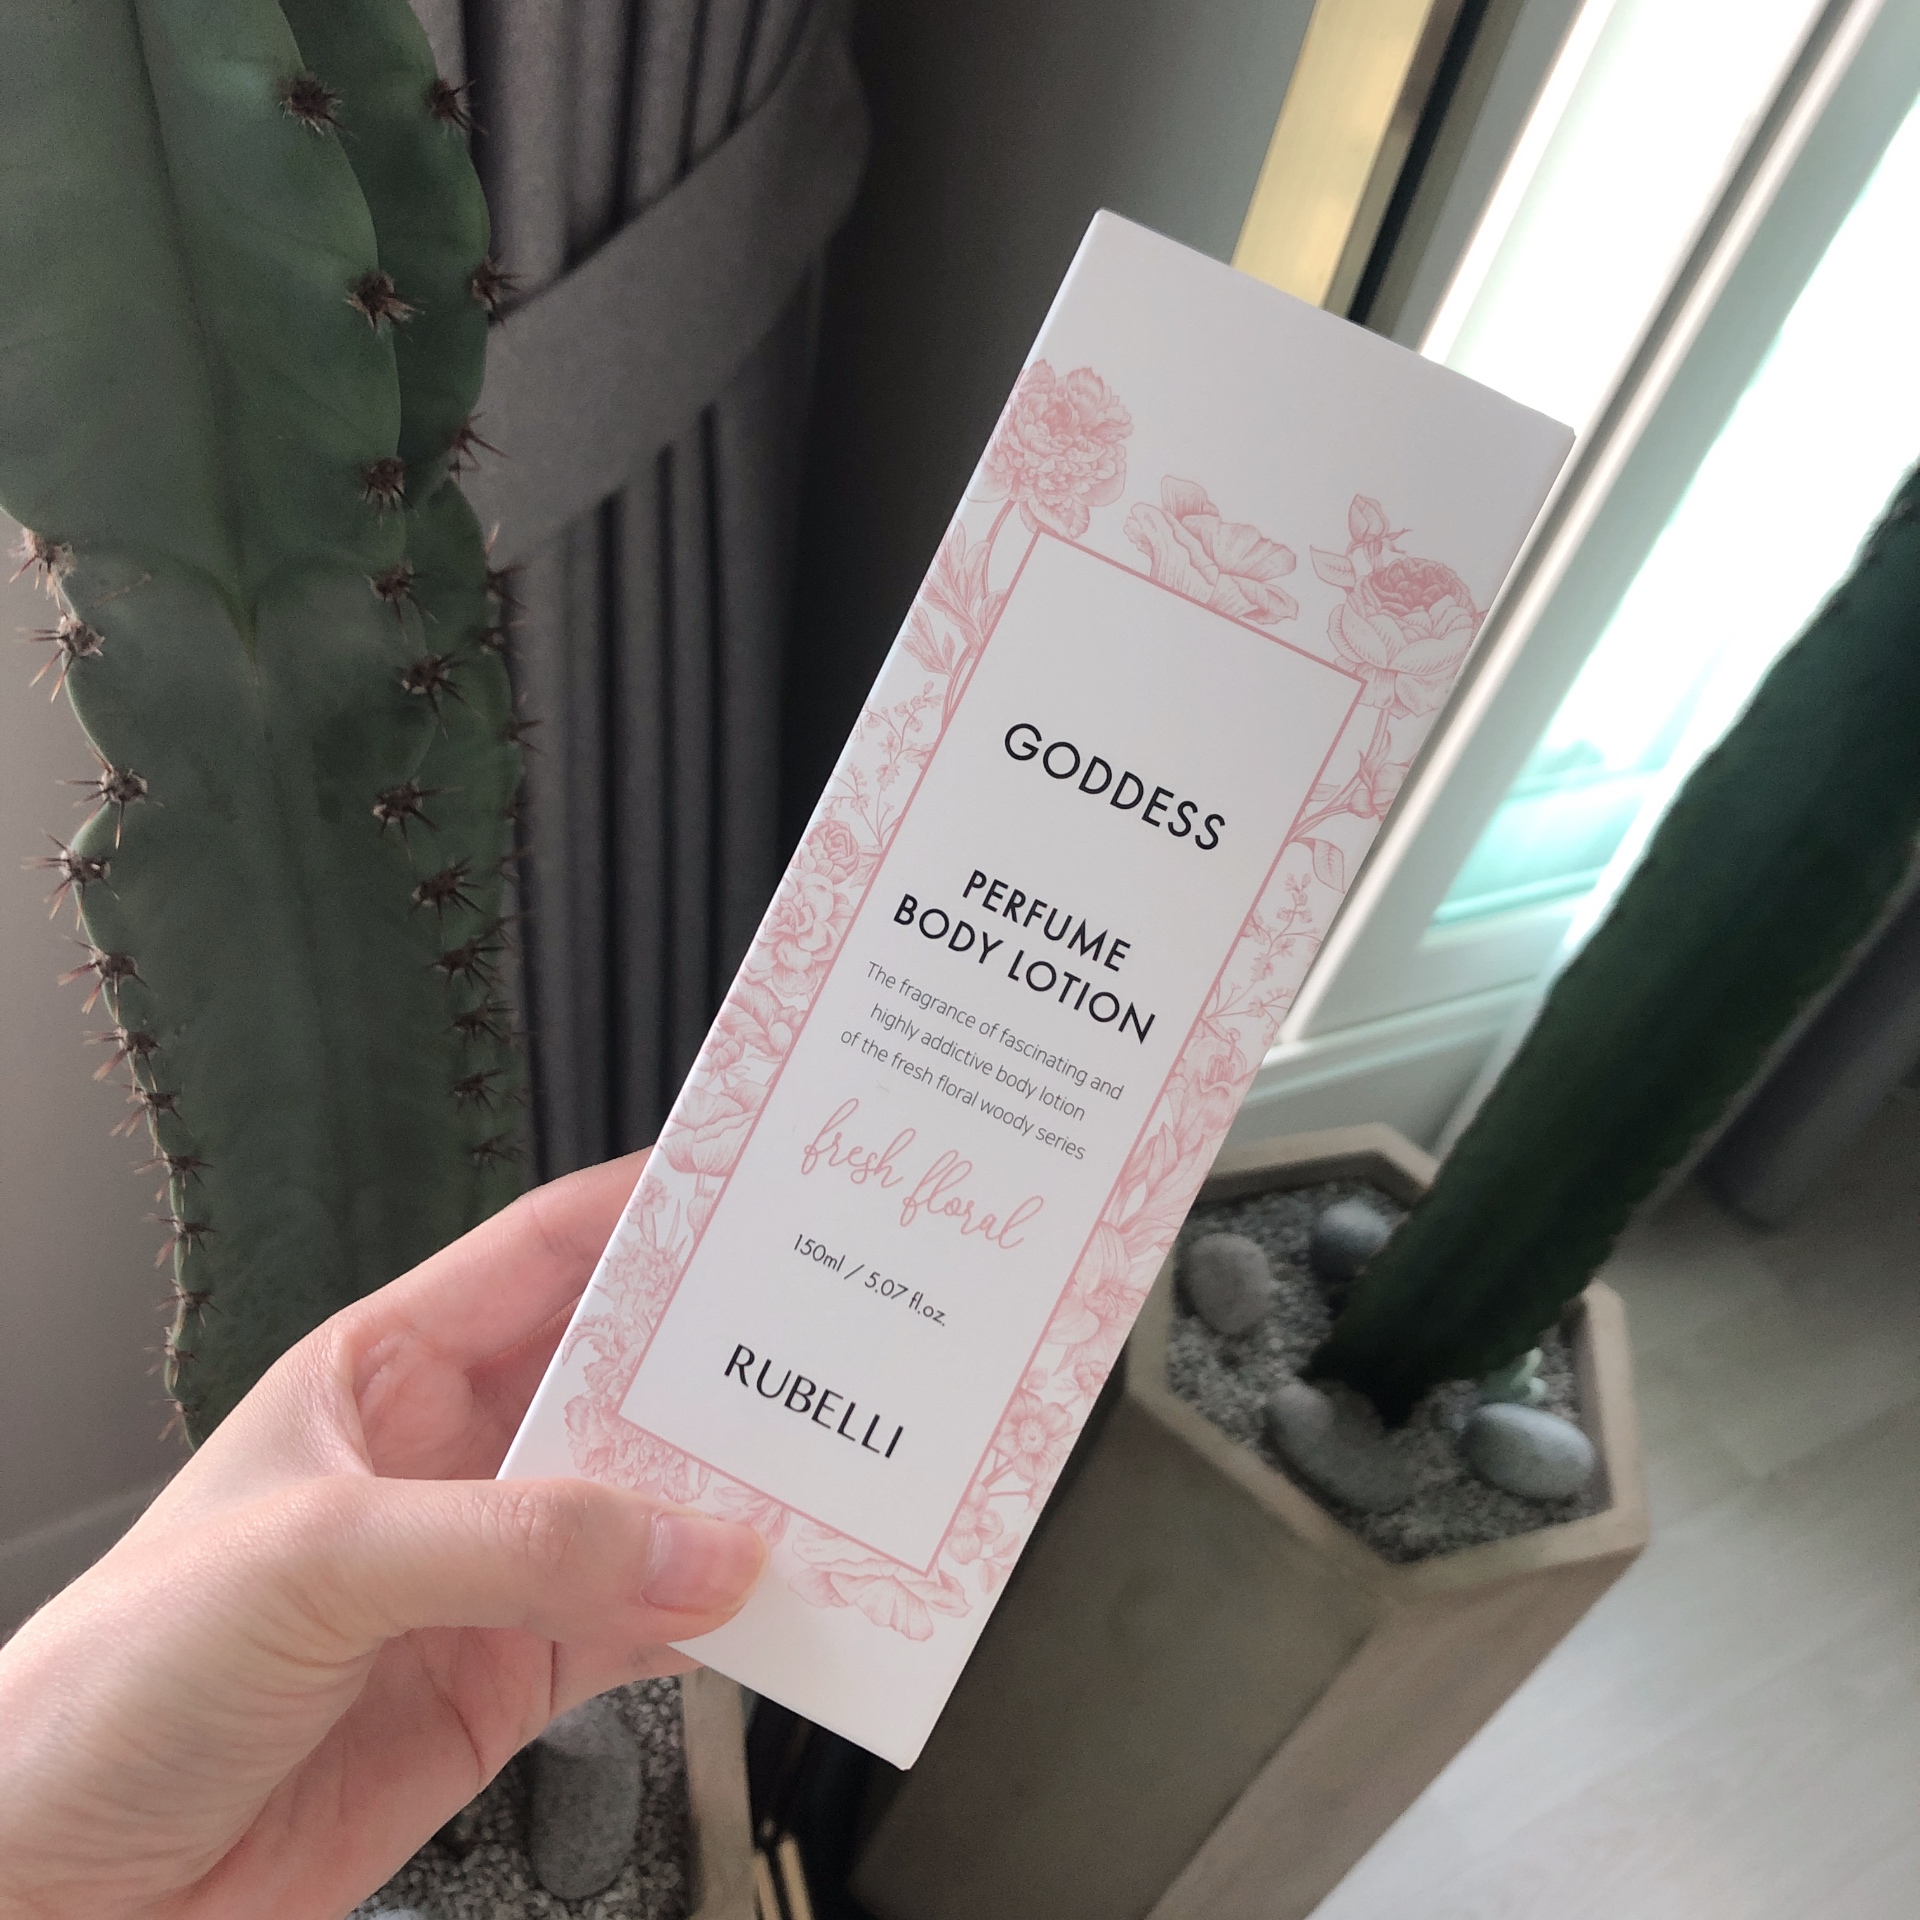 GODDESS
PERFUME
BODY LOTION
The fragrance of fascinating and
highly addictive body lotion
of the fresh floral woody series
fresh floral
150ml / 5.07 fl.oz.
RUBELLI